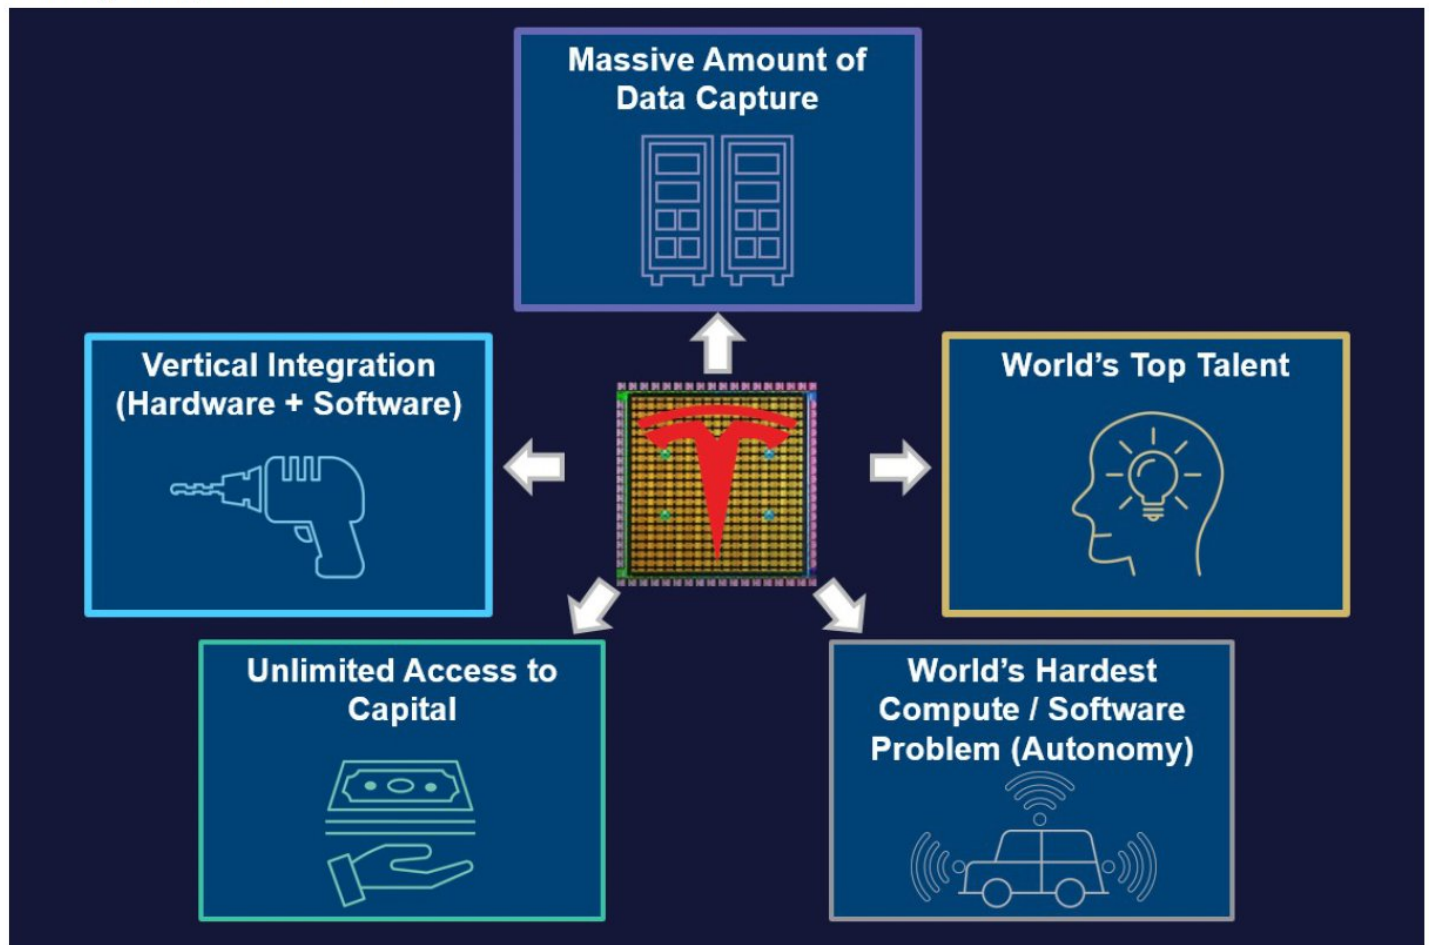 Massive Amount of
Data Capture
Vertical Integration
(Hardware + Software)
World’s Top Talent
Unlimited Access to
Capital
World’s Hardest
Compute / Software
Problem (Autonomy)